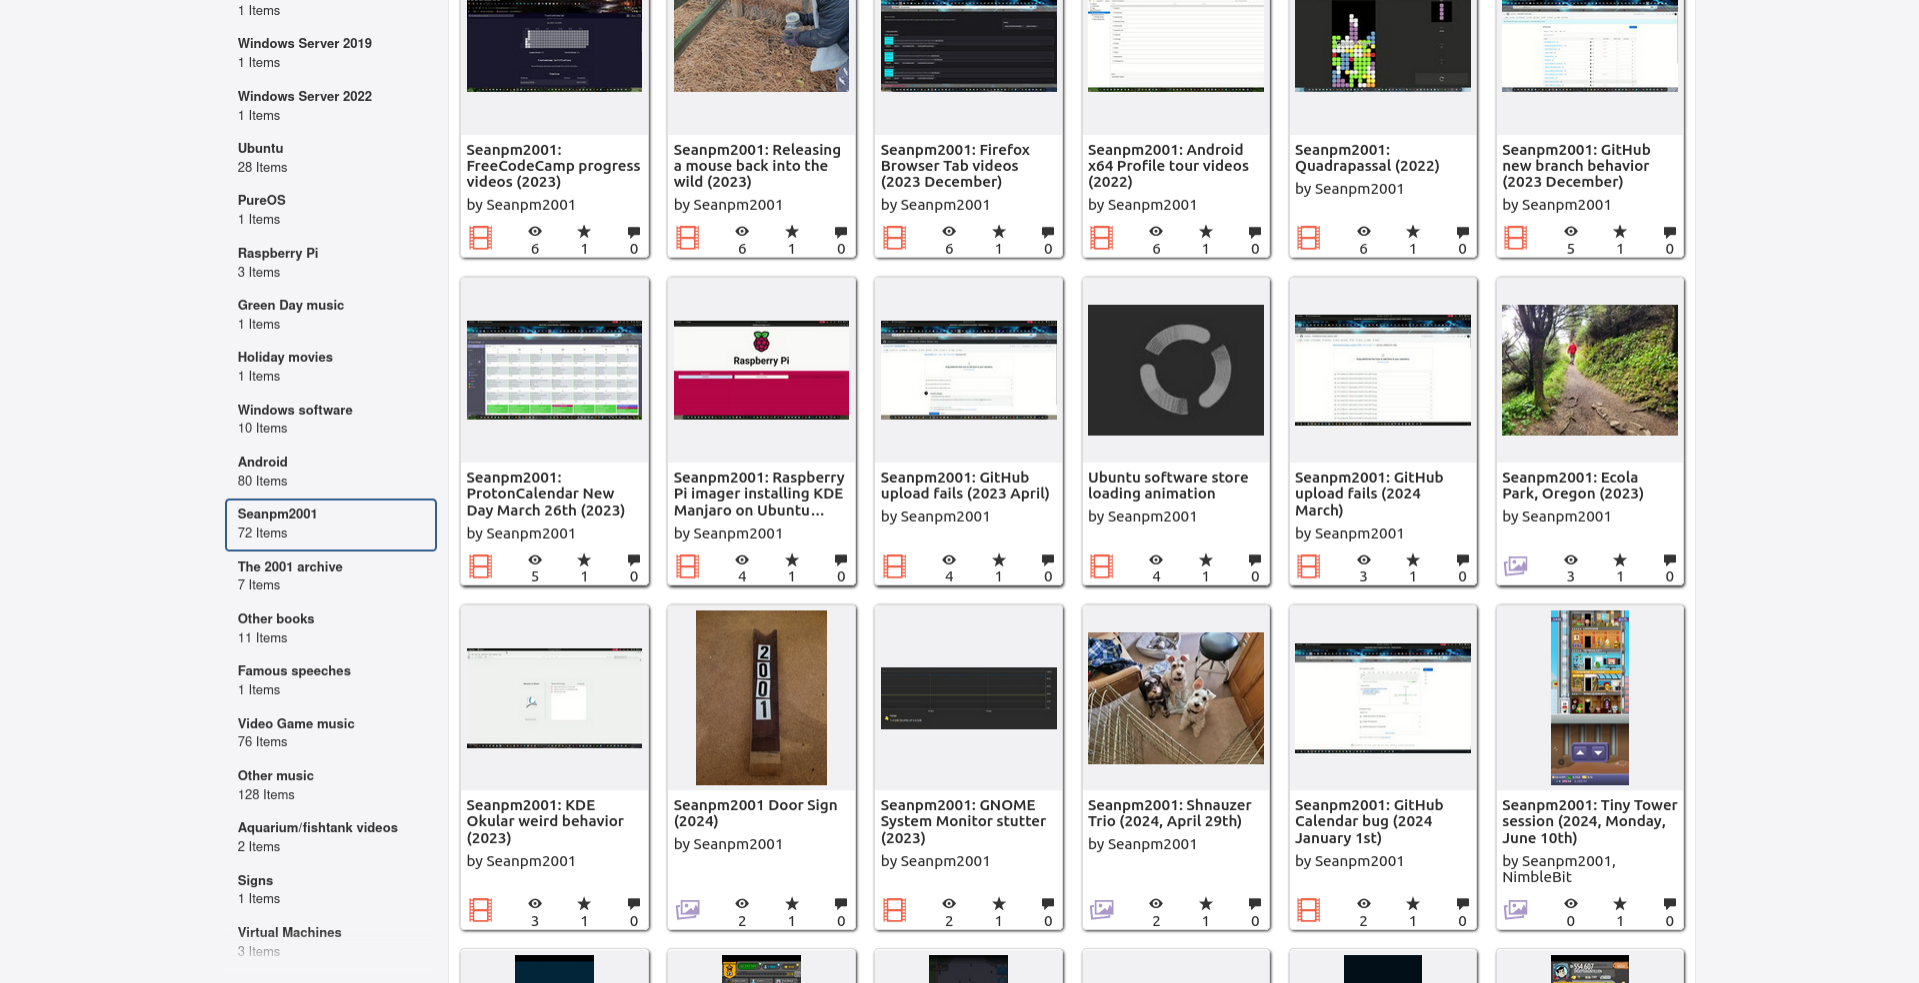 1 Items
Windows Server 2019
1 Items
Windows Server 2022
1 Items
Ubuntu
28 Items
PureOS
1 Items
Raspberry Pi
3 Items
Green Day music
1 Items
Holiday movies
1 Items
Windows software
10 Items
Android
80 Items
Seanpm2001
72 Items
The 2001 archive
7 Items
Other books
11 Items
Famous speeches
1 Items
Video Game music
76 Items
Other music
128 Items
Aquarium/fishtank videos
2 Items
Signs
1 Items
Virtual Machines
3 Items
Seanpm2001:
FreeCodeCamp progress
videos (2023)
by Seanpm2001
6 1 0
Seanpm2001: Releasing
a mouse back into the
wild (2023)
by Seanpm2001
6 1 0
Seanpm2001: Firefox
Browser Tab videos
(2023 December)
by Seanpm2001
6 1 0
Seanpm2001: Android
x64 Profile tour videos
(2022)
by Seanpm2001
6 1 0
Seanpm2001:
Quadrapassal (2022)
by Seanpm2001
6 1 0
Seanpm2001: GitHub
new branch behavior
(2023 December)
by Seanpm2001
5 1 0
Seanpm2001:
ProtonCalendar New
Day March 26th (2023)
by Seanpm2001
5 1 0
Raspberry Pi
Seanpm2001: Raspberry
Pi imager installing KDE
Manjaro on Ubuntu...
by Seanpm2001
4 1 0
Seanpm2001: GitHub
upload fails (2023 April)
by Seanpm2001
4 1 0
Ubuntu software store
loading animation
by Seanpm2001
4 1 0
Seanpm2001: GitHub
upload fails (2024
March)
by Seanpm2001
3 1 0
Seanpm2001: Ecola
Park, Oregon (2023)
by Seanpm2001
3 1 0
Seanpm2001: KDE
Okular weird behavior
(2023)
by Seanpm2001
3 1 0
2001
Seanpm2001 Door Sign
(2024)
by Seanpm2001
2 1 0
Seanpm2001: GNOME
System Monitor stutter
(2023)
by Seanpm2001
2 1 0
Seanpm2001: Shnauzer
Trio (2024, April 29th)
by Seanpm2001
2 1 0
Seanpm2001: GitHub
Calendar bug (2024
January 1st)
by Seanpm2001
2 1 0
Seanpm2001: Tiny Tower
session (2024, Monday,
June 10th)
by Seanpm2001,
NimbleBit
0 1 0